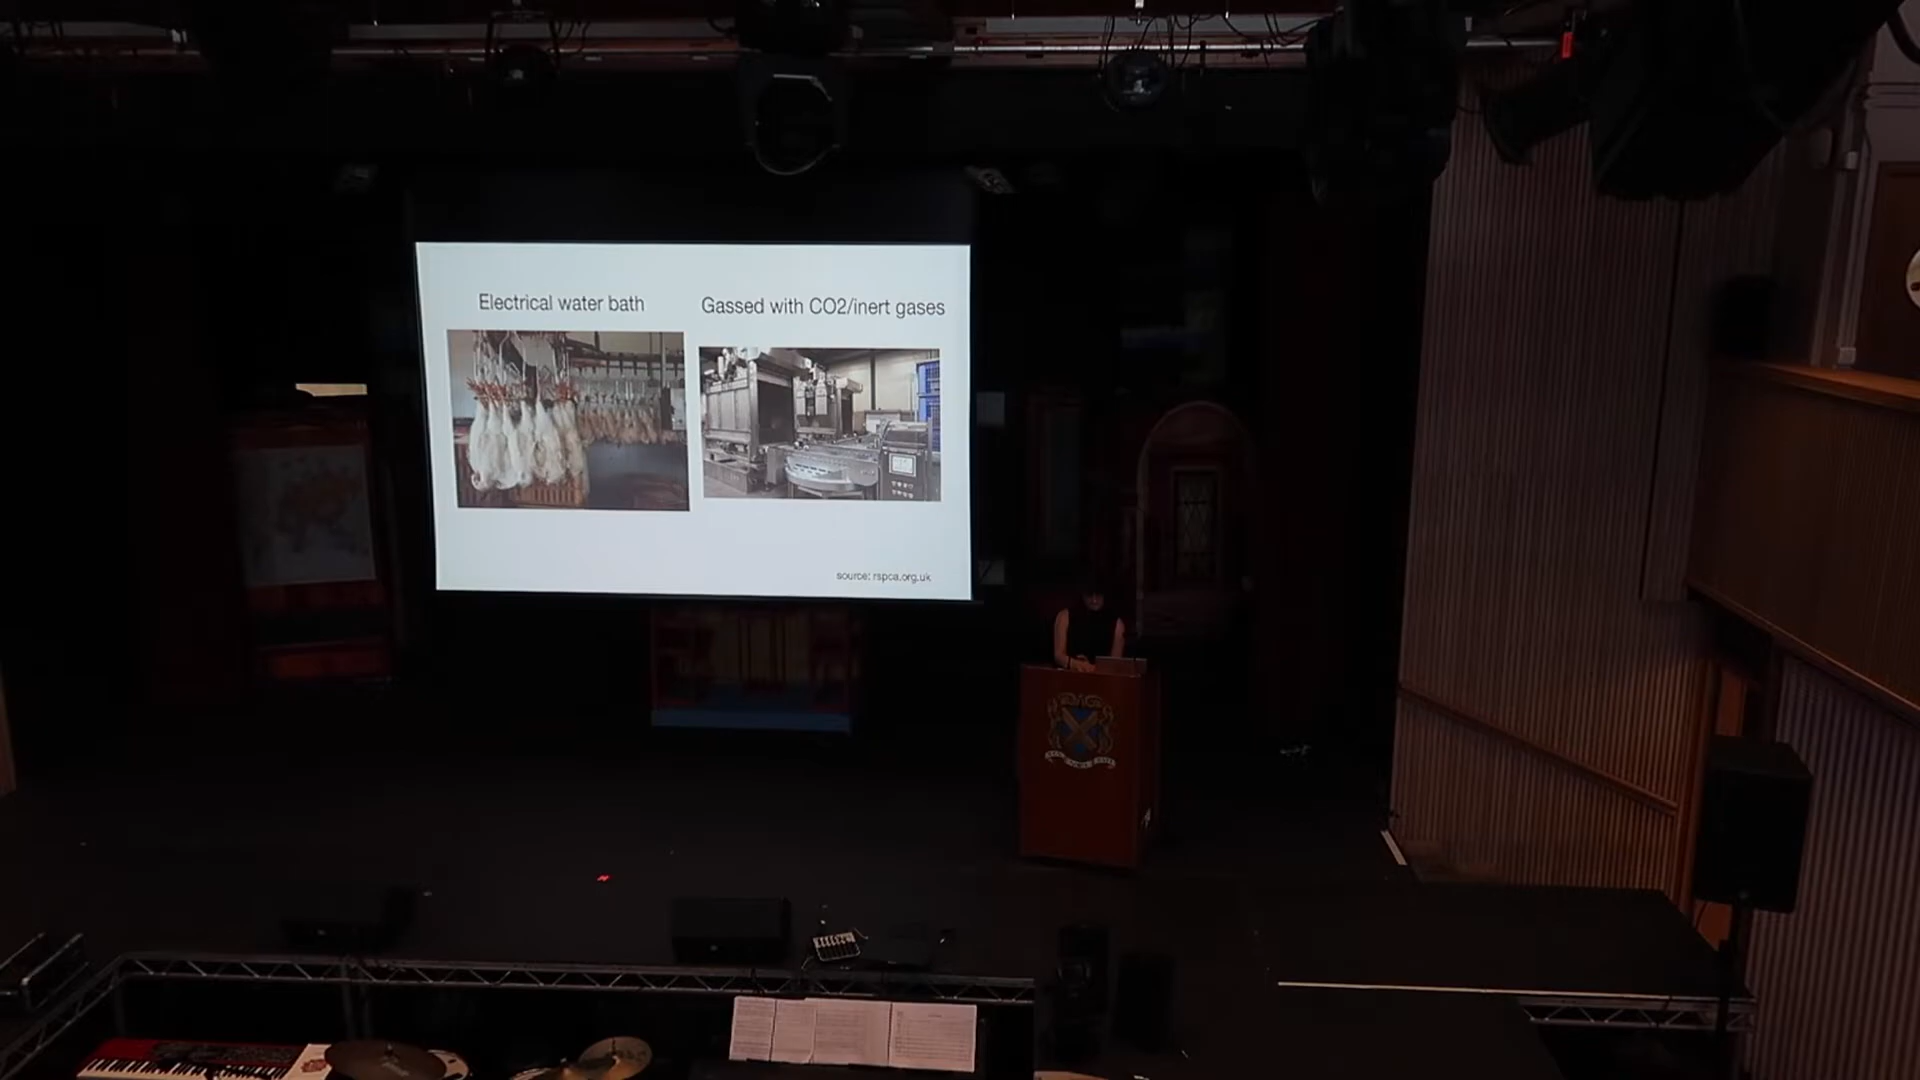 Electrical water bath
Gassed with CO2/inert gases
source: rspca.org.uk